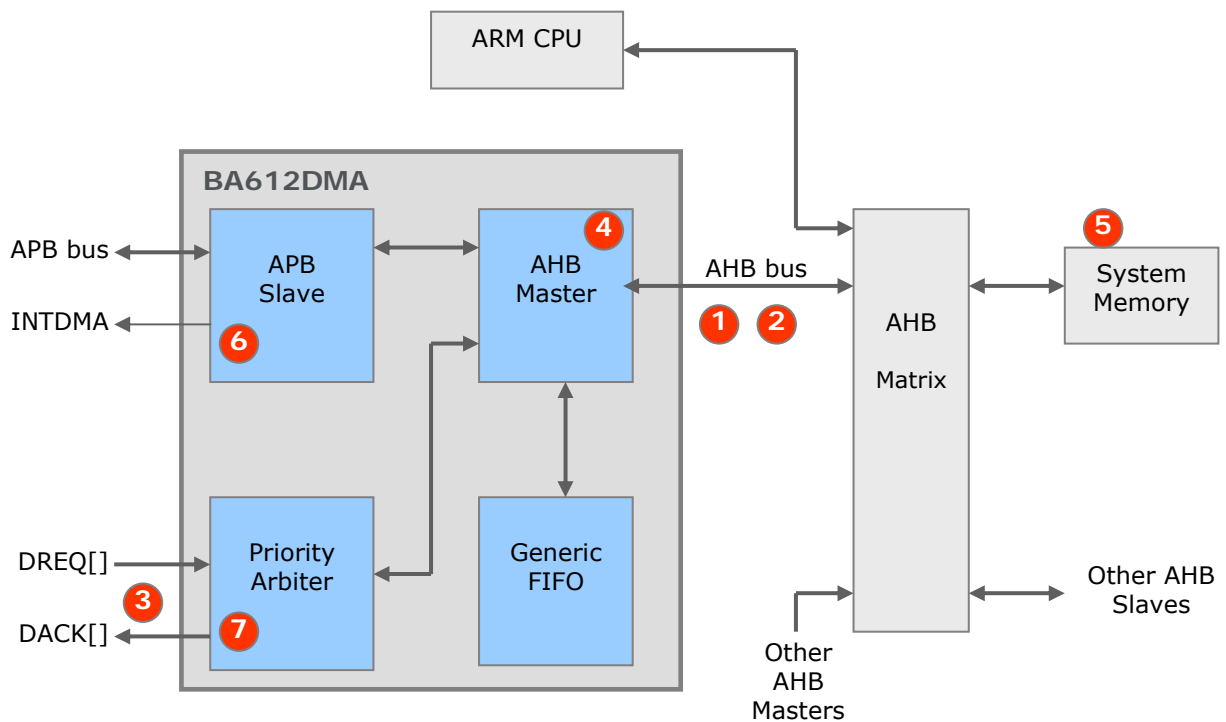 ARM CPU
BA612DMA
APB bus
INTDMA
APB
Slave
6
AHB
Master
4
AHB bus
1
2
AHB
Matrix
5
System
Memory
DREQ[]
3
DACK[]
Priority
Arbiter
7
Generic
FIFO
Other
AHB
Masters
Other AHB
Slaves